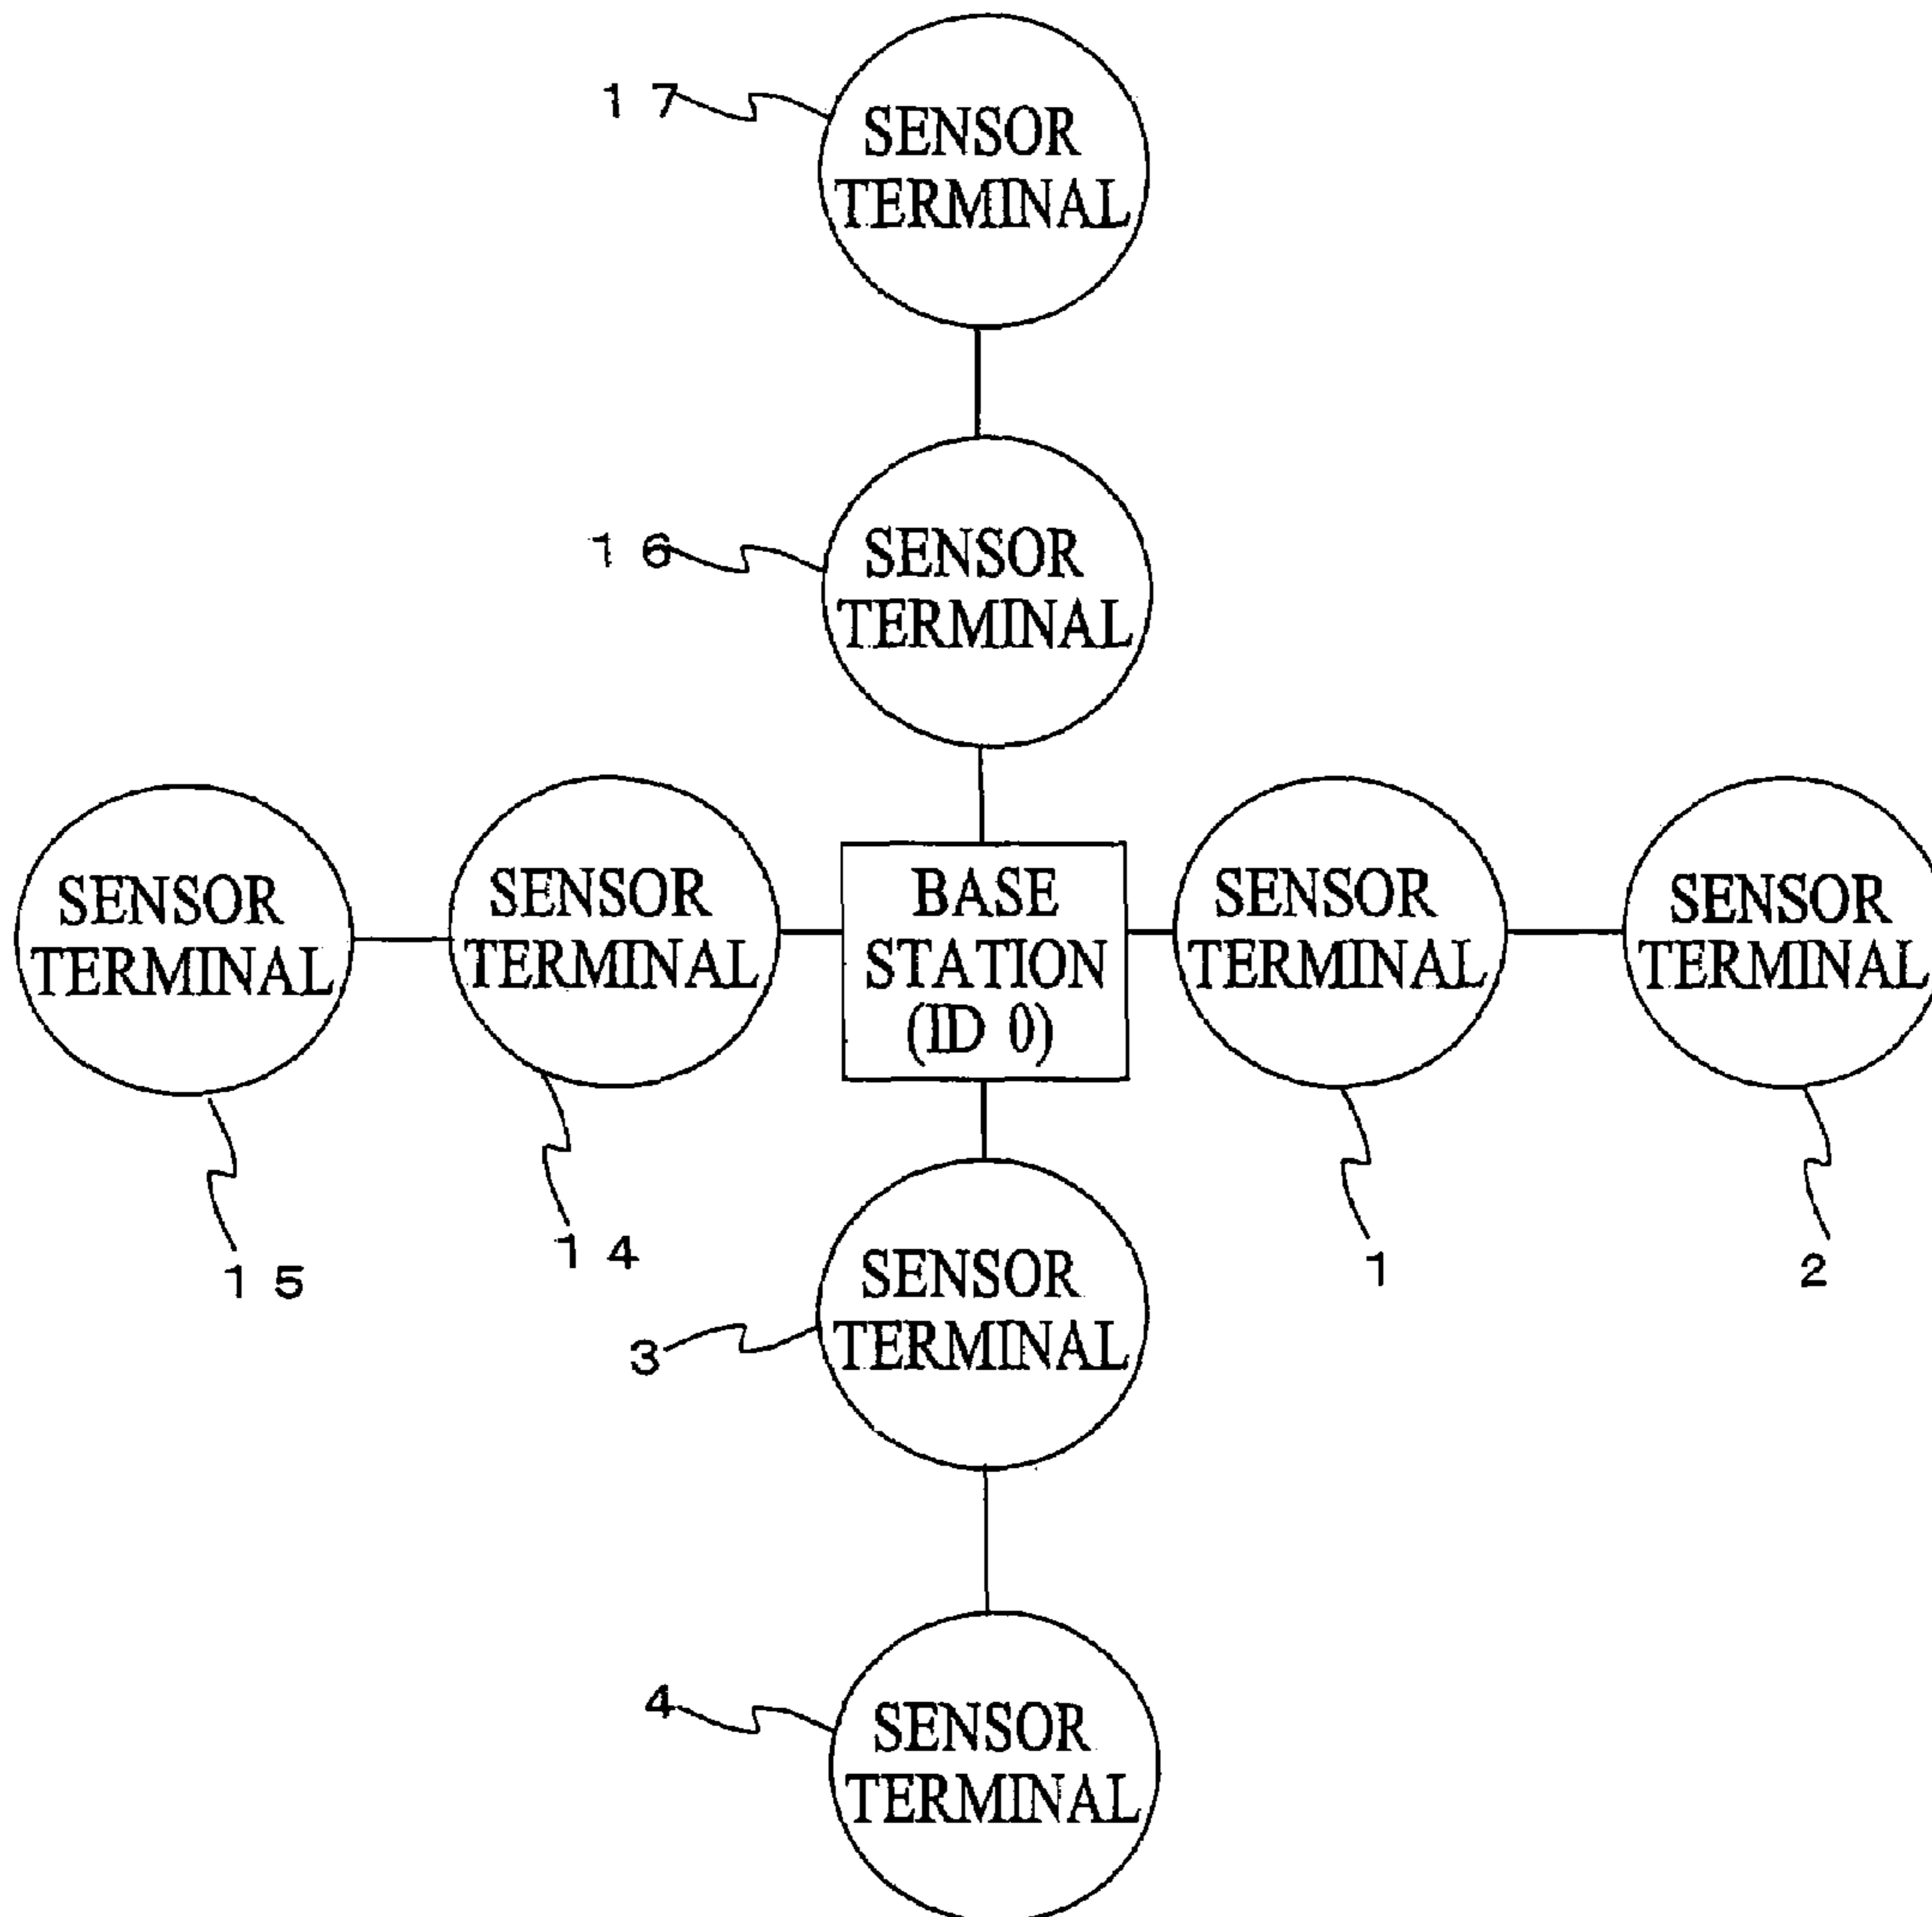 17
SENSOR
TERMINAL
16
SENSOR
TERMINAL
SENSOR
TERMINAL
SENSOR
TERMINAL
BASE
STATION
(ID 0)
SENSOR
TERMINAL
SENSOR
TERMINAL
15
14
1
2
3
SENSOR
TERMINAL
4
SENSOR
TERMINAL